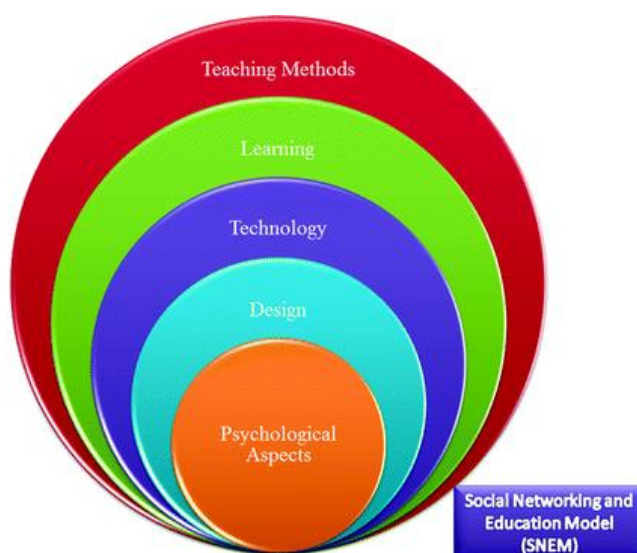 Teaching Methods
Learning
Technology
Design
Psychological
Aspects
Social Networking and
Education Model
(SNEM)